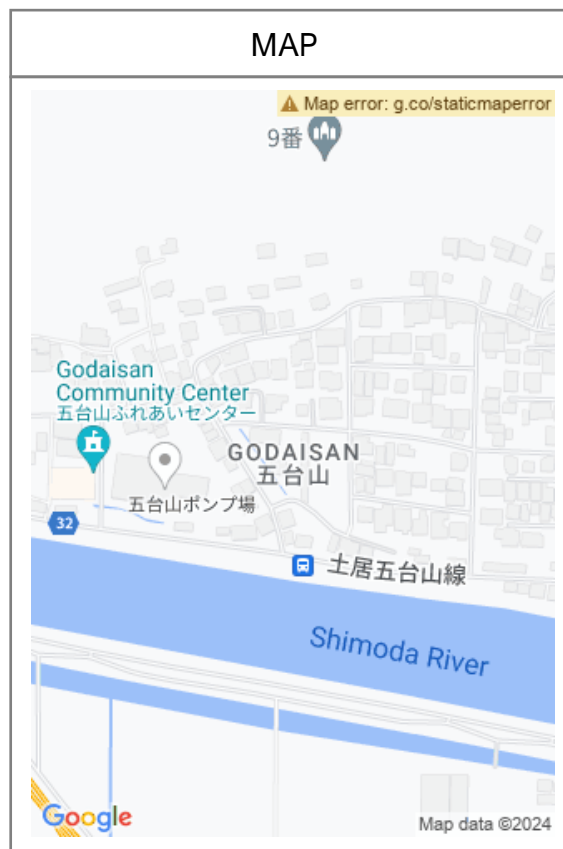 MAP
Map error: g.co/staticmaperror
9番
Godaisan
Community Center
五台山ふれあいセンター
GODAISAN
五台山
五台山ポンプ場
32
土居五台山線
Shimoda River
Google
Map data ©2024